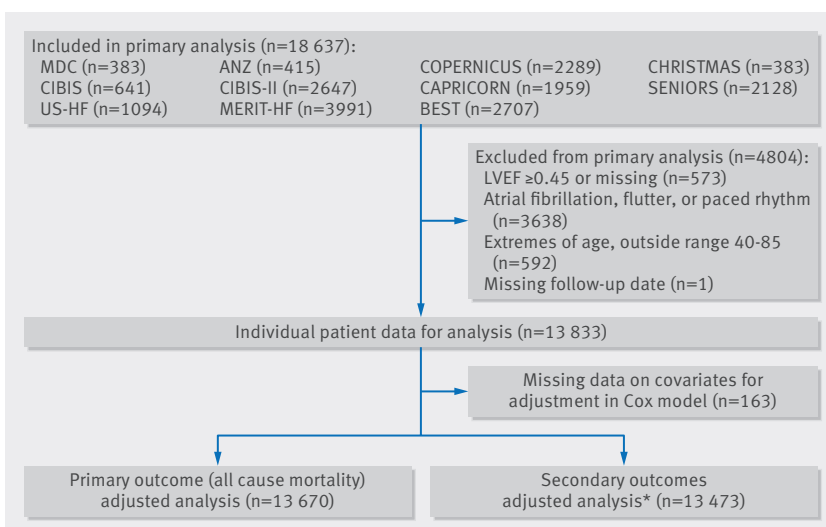 Included in primary analysis (n=18 637):
MDC (n=383) ANZ (n=415) COPERNICUS (n=2289) CHRISTMAS (n=383)
CIBIS (n=641) CIBIS-II (n=2647) CAPRICORN (n=1959) SENIORS (n=2128)
US-HF (n=1094) MERIT-HF (n=3991) BEST (n=2707)
Excluded from primary analysis (n=4804):
LVEF ≥0.45 or missing (n=573)
Atrial fibrillation, flutter, or paced rhythm
(n=3638)
Extremes of age, outside range 40-85
(n=592)
Missing follow-up date (n=1)
Individual patient data for analysis (n=13 833)
Missing data on covariates for
adjustment in Cox model (n=163)
Primary outcome (all cause mortality)
adjusted analysis (n=13 670)
Secondary outcomes
adjusted analysis* (n=13 473)